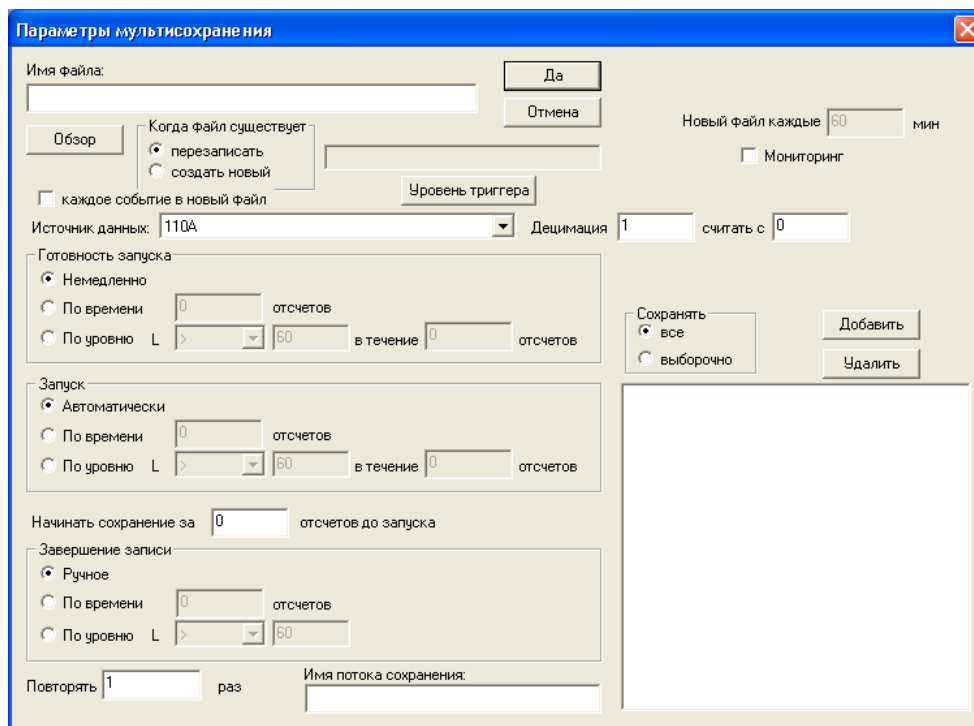 Параметры мультисохранения
Имя файла:
Да
Отмена
Обзор
Когда файл существует
перезаписать
создать новый
Новый файл каждые 60 мин
Мониторинг
Уровень триггера
каждое событие в новый файл
Источник данных: 110А Децимация 1 считать с 0
Готовность запуска
Немедленно
По времени 0 отсчетов
По уровню L > 60 в течение 0 отсчетов
Сохранять
все
выборочно
Добавить
Удалить
Запуск
Автоматически
По времени 0 отсчетов
По уровню L > 60 в течение 0 отсчетов
Начинать сохранение за 0 отсчетов до запуска
Завершение записи
Ручное
По времени 0 отсчетов
По уровню L > 60
Повторять 1 раз
Имя потока сохранения: